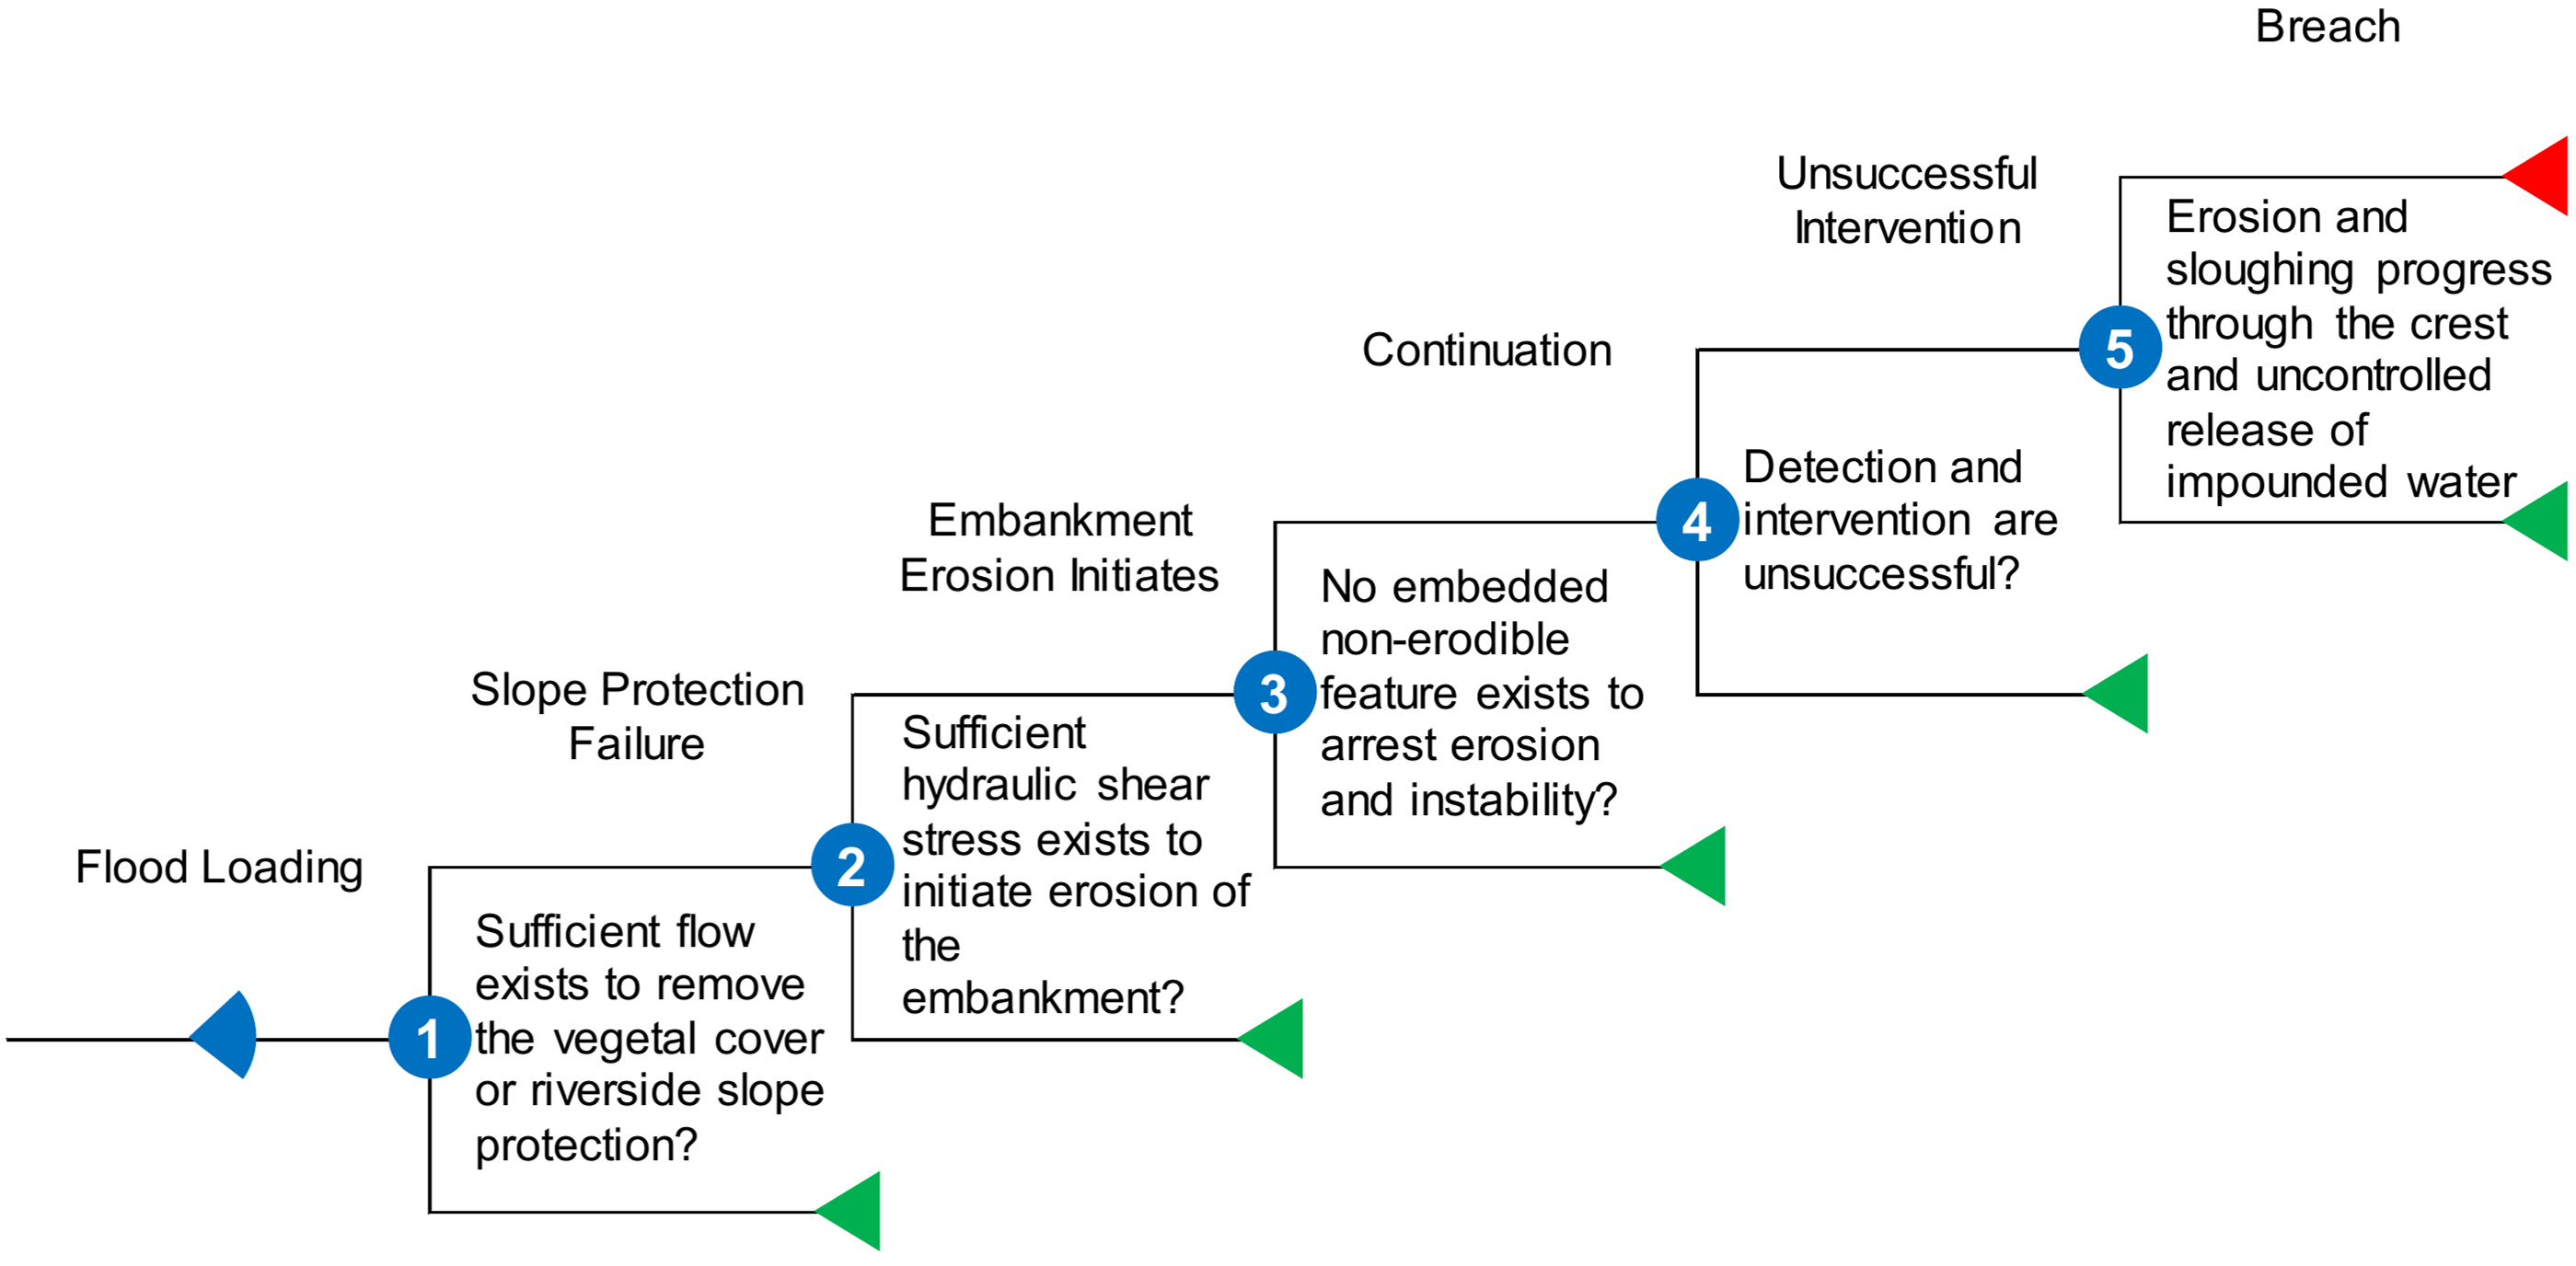 Breach
Unsuccessful
Intervention
Erosion and
sloughing progress
through the crest
and uncontrolled
release of
impounded water
5
Continuation
Detection and
intervention are
unsuccessful?
4
Embankment
Erosion Initiates
No embedded
non-erodible
feature exists to
arrest erosion
and instability?
3
Slope Protection
Failure
Sufficient
hydraulic shear
stress exists to
initiate erosion of
the
embankment?
2
Flood Loading
Sufficient flow
exists to remove
the vegetal cover
or riverside slope
protection?
1